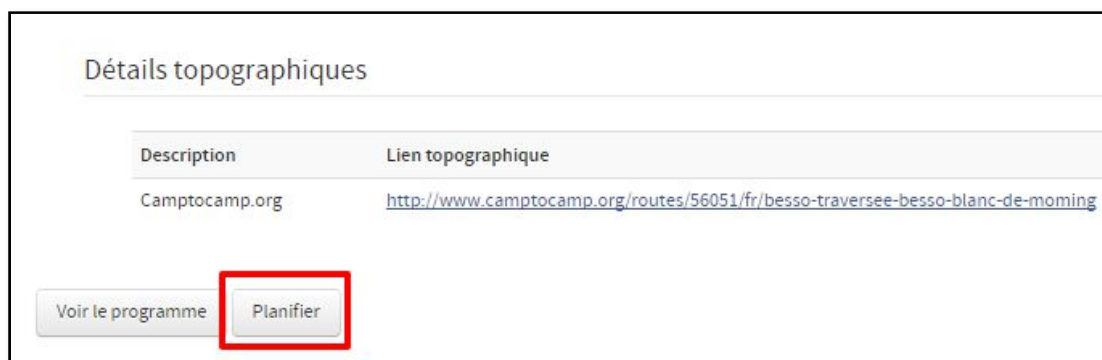 Détails topographiques
Description Lien topographique
Camptocamp.org http://www.camptocamp.org/routes/56051/fr/besso-traversee-besso-blanc-de-moming
Voir le programme Planifier